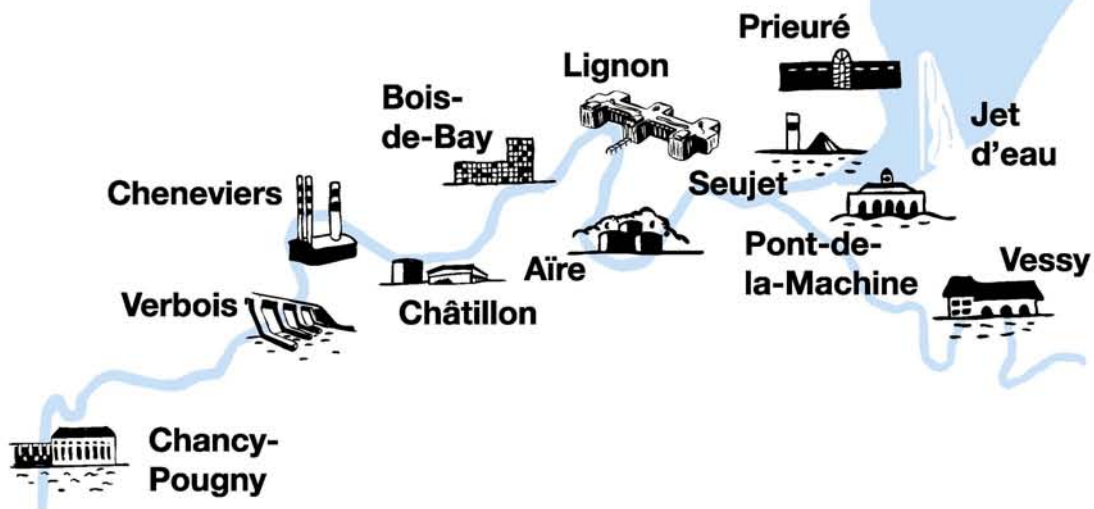 Prieuré
Lignon
Bois-
de-Bay
Jet
d'eau
Cheneviers
Seujet
Aïre
Pont-de-
la-Machine
Vessy
Verbois
Châtillon
Chancy-
Pougny